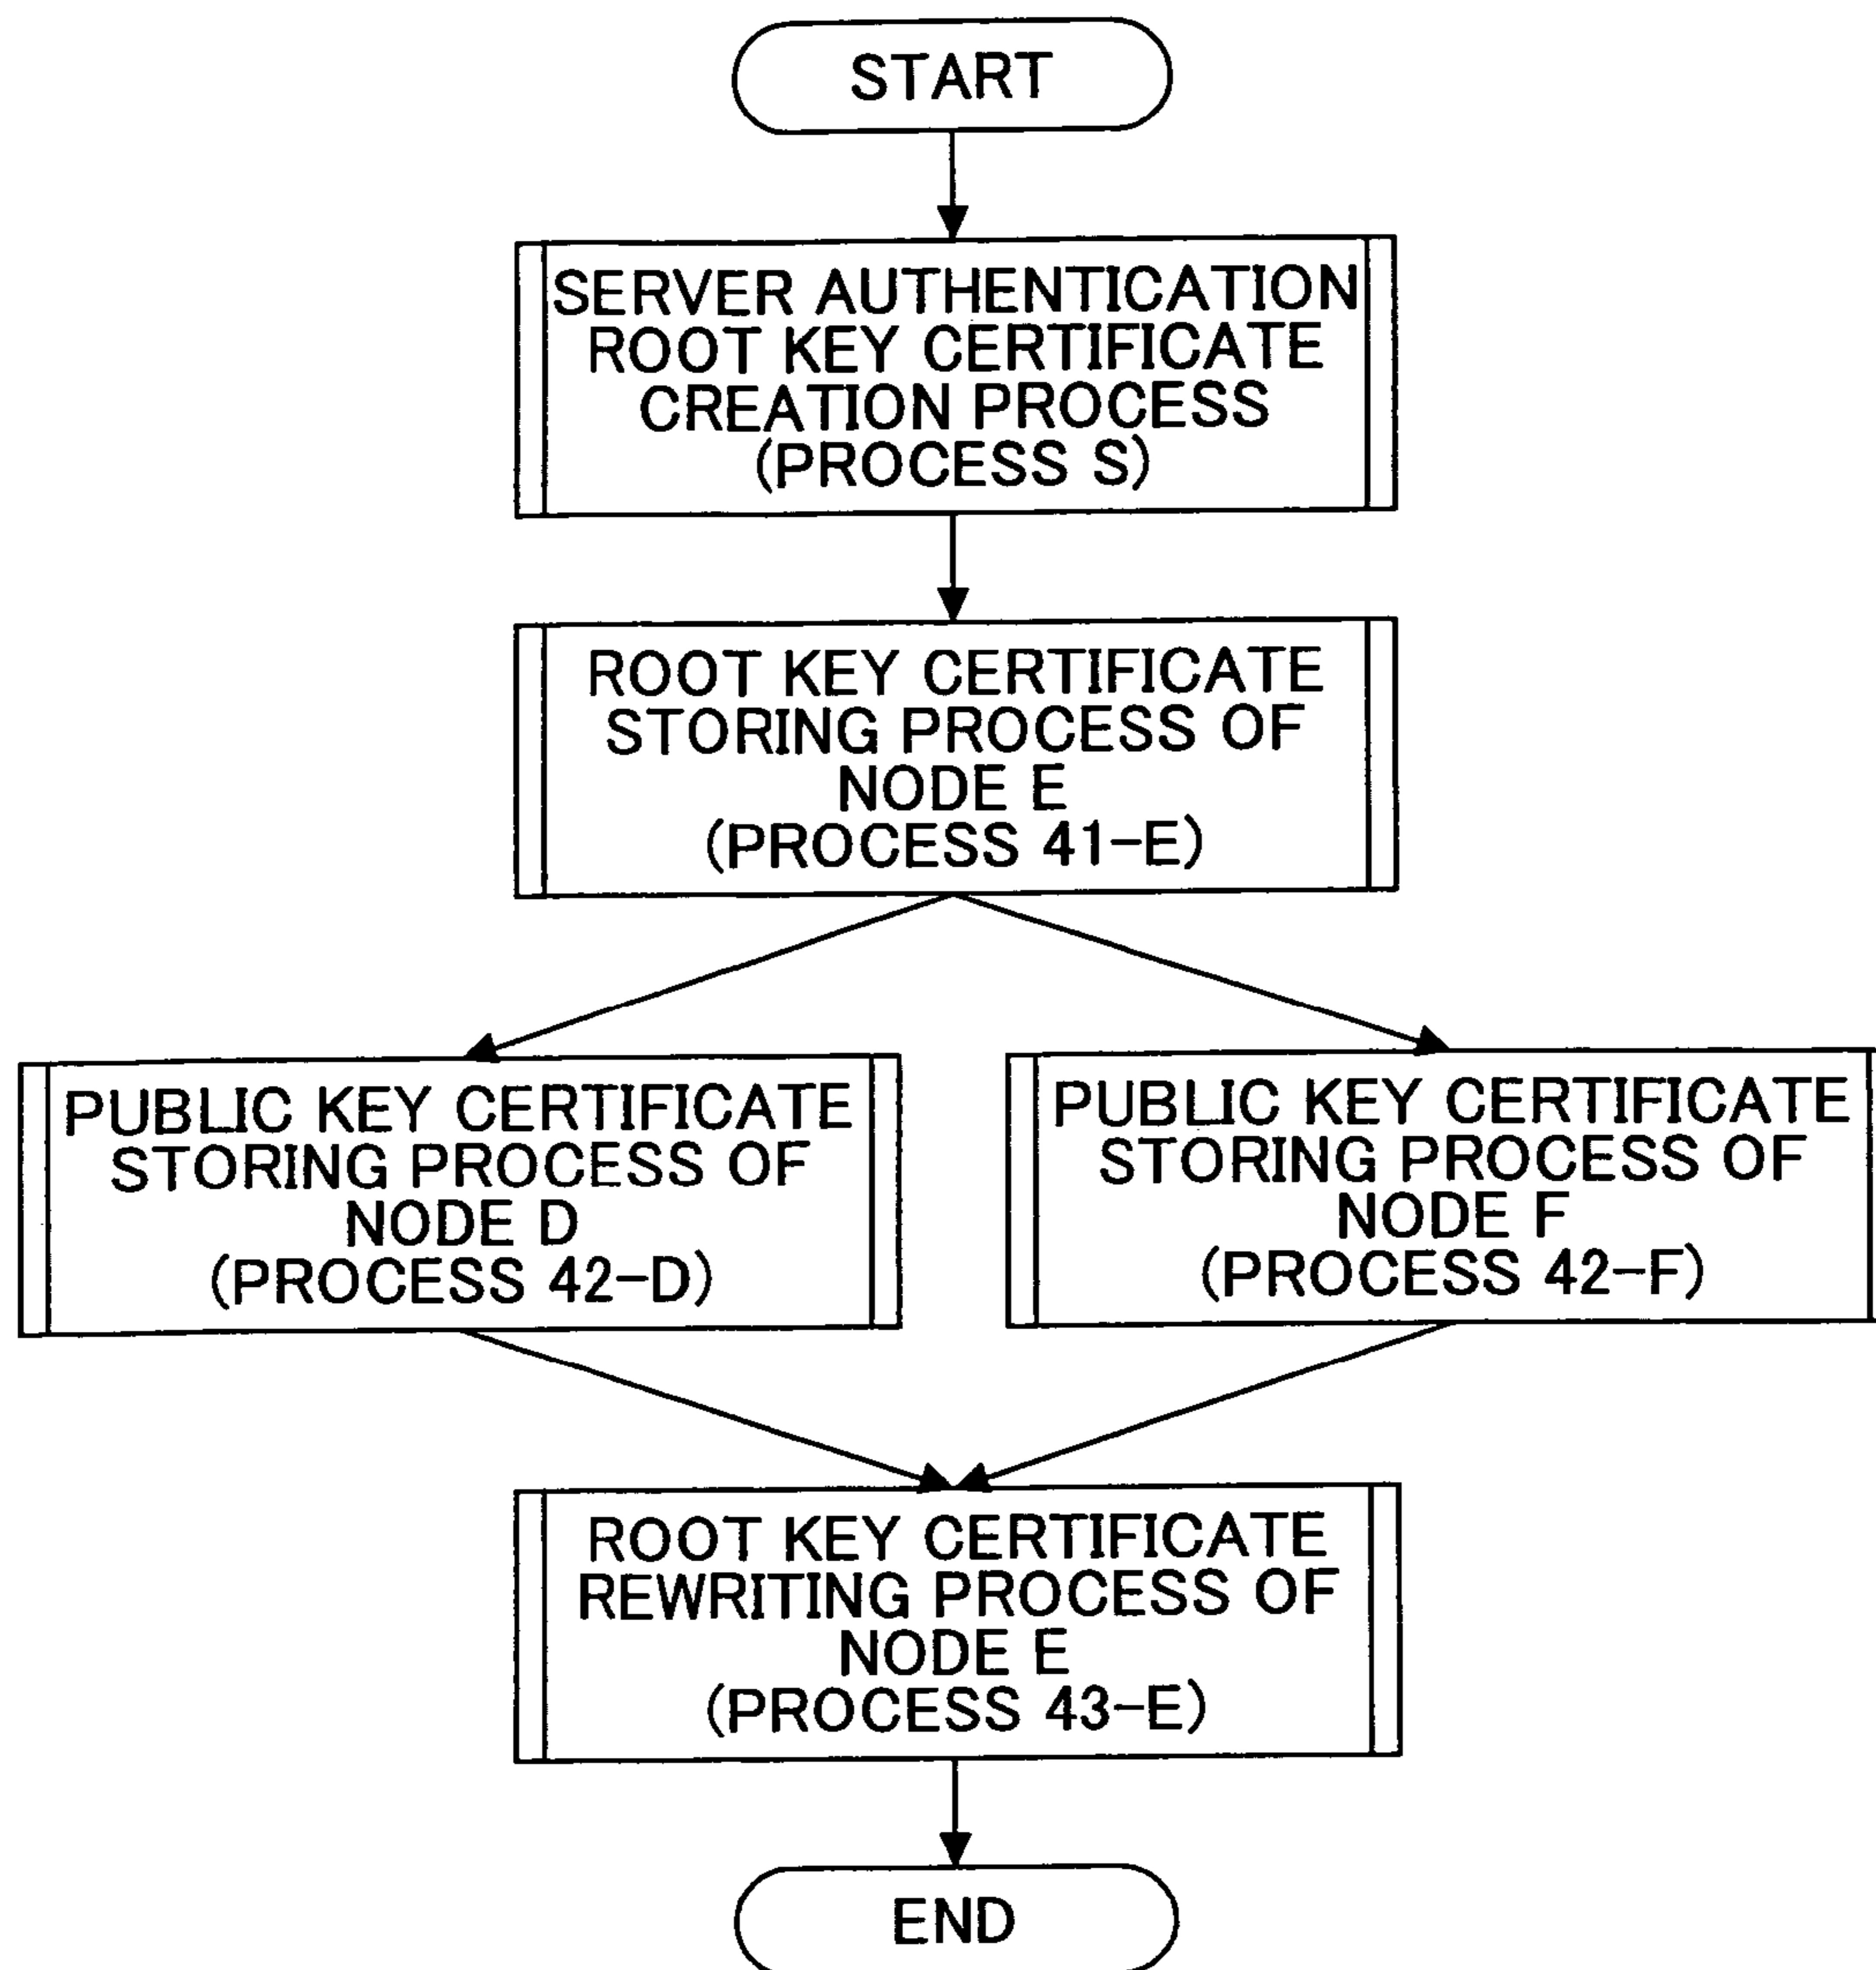 START
SERVER AUTHENTICATION
ROOT KEY CERTIFICATE
CREATION PROCESS
(PROCESS S)
ROOT KEY CERTIFICATE
STORING PROCESS OF
NODE E
(PROCESS 41-E)
PUBLIC KEY CERTIFICATE
STORING PROCESS OF
NODE D
(PROCESS 42-D)
PUBLIC KEY CERTIFICATE
STORING PROCESS OF
NODE F
(PROCESS 42-F)
ROOT KEY CERTIFICATE
REWRITING PROCESS OF
NODE E
(PROCESS 43-E)
END